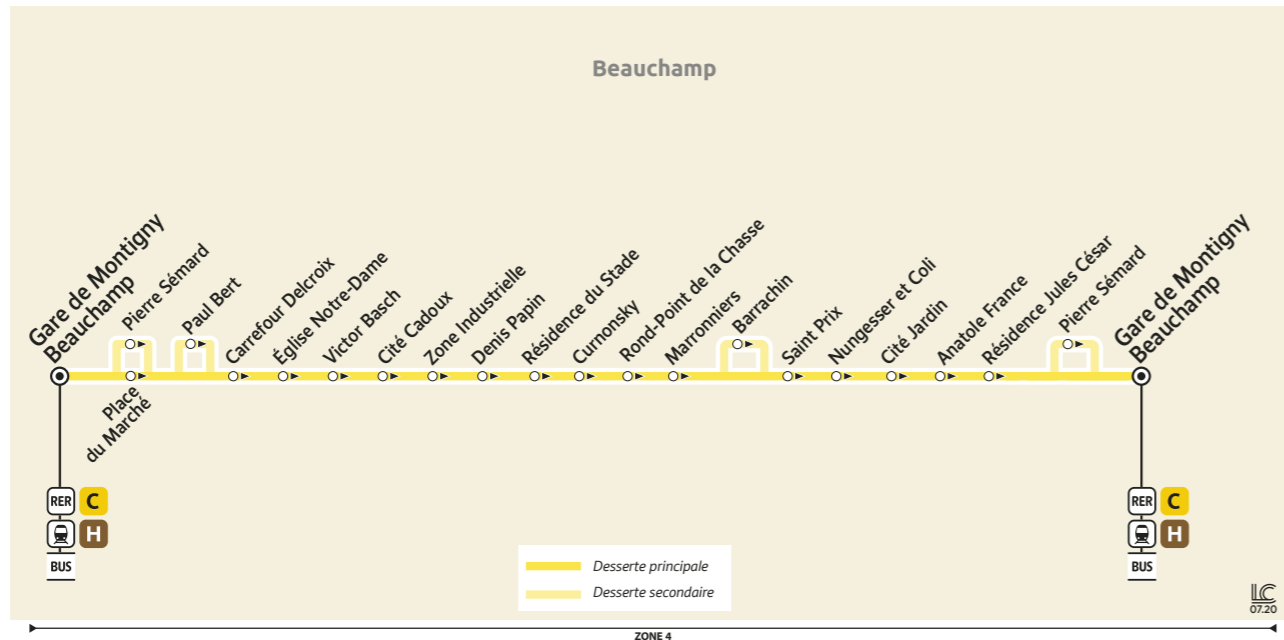 Beauchamp
Gare de Montigny
Beauchamp
Pierre Sémard
Place
du Marché
Paul Bert
Carrefour Delcroix
Église Notre-Dame
Victor Basch
Cité Cadoux
Zone Industrielle
Denis Papin
Résidence du Stade
Curnonsky
Rond-Point de la Chasse
Marronniers
Barrachin
Saint Prix
Nungesser et Coli
Cité Jardin
Anatole France
Résidence Jules César
Pierre Sémard
Gare de Montigny
Beauchamp
RER C
H
BUS
RER C
H
BUS
Desserte principale
Desserte secondaire
LC
07.20
ZONE 4